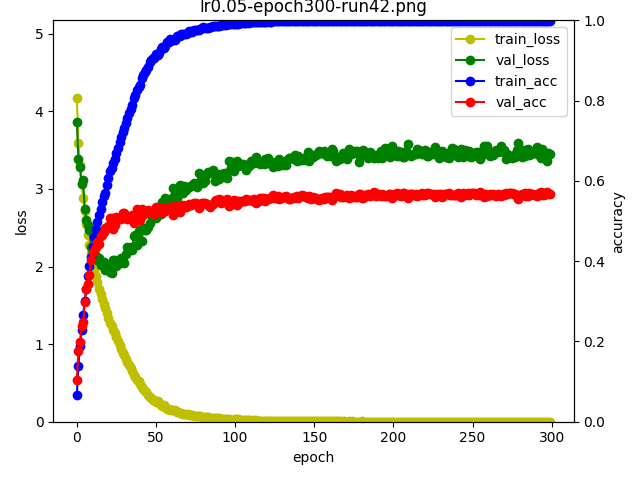 lr0.05-epoch300-run42.png
train_loss
val_loss
train_acc
val_acc
loss
accuracy
5
4
3
2
1
0
1.0
0.8
0.6
0.4
0.2
0.0
0 50 100 150 200 250 300
epoch